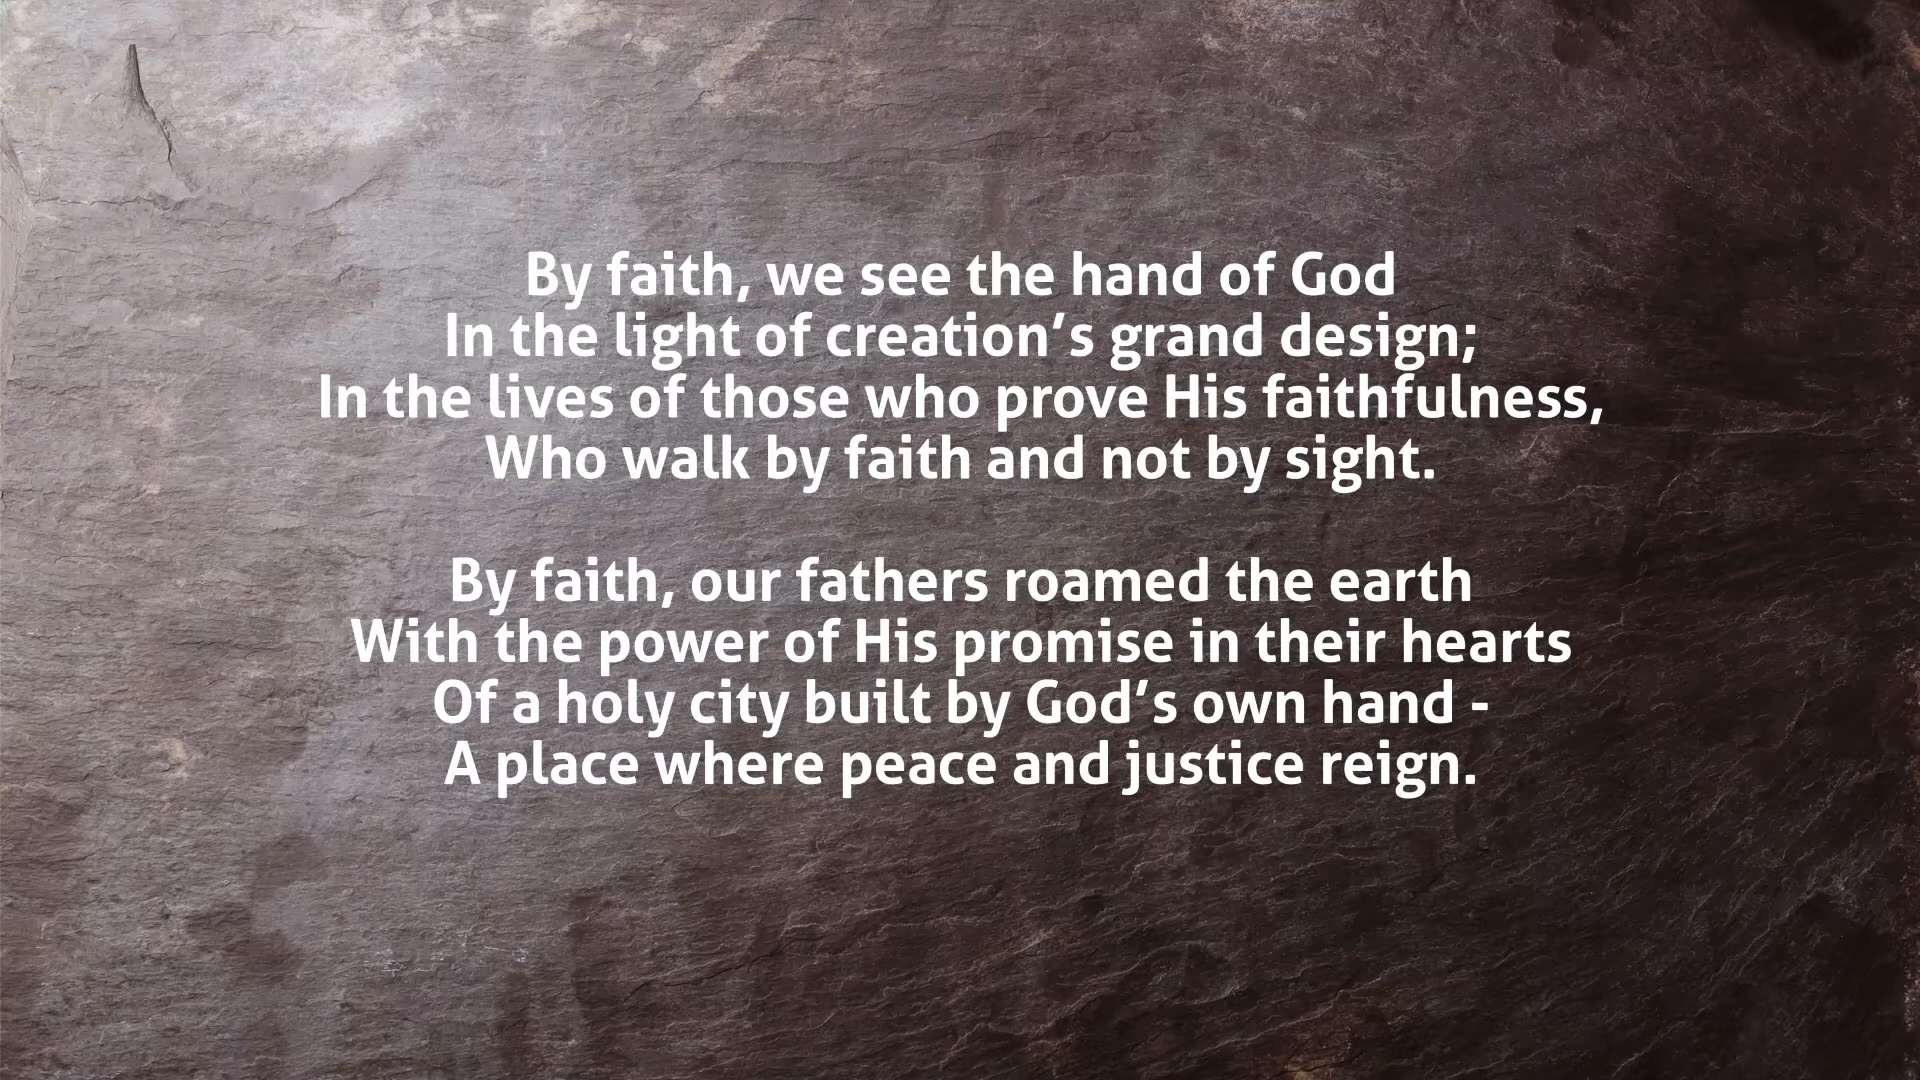 By faith, we see the hand of God
In the light of creation’s grand design;
In the lives of those who prove His faithfulness,
Who walk by faith and not by sight.

By faith, our fathers roamed the earth
With the power of His promise in their hearts
Of a holy city built by God’s own hand -
A place where peace and justice reign.